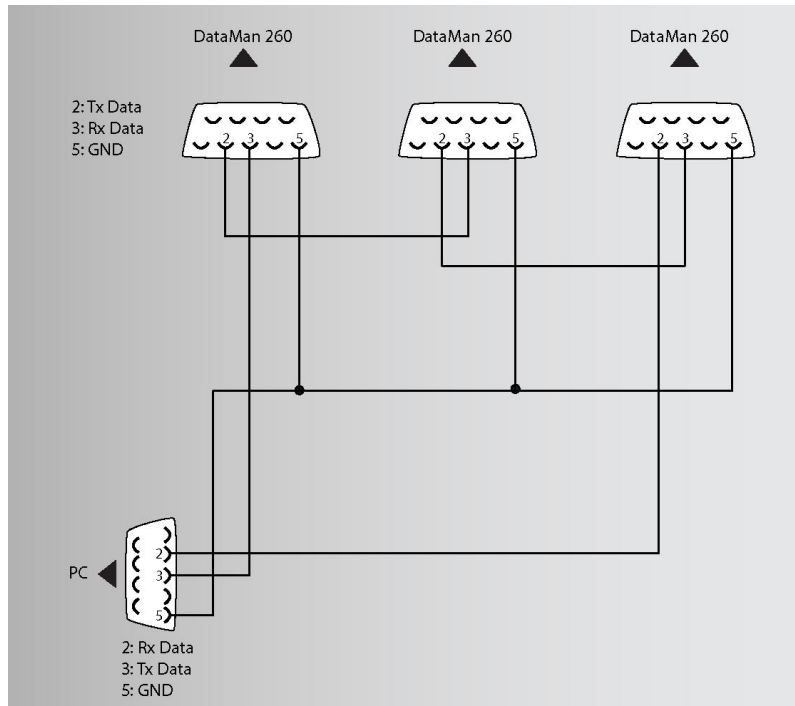 DataMan 260
DataMan 260
DataMan 260
2: Tx Data
3: Rx Data
5: GND
2 3 5
2 3 5
2 3 5
2
PC
3
5
2: Rx Data
3: Tx Data
5: GND